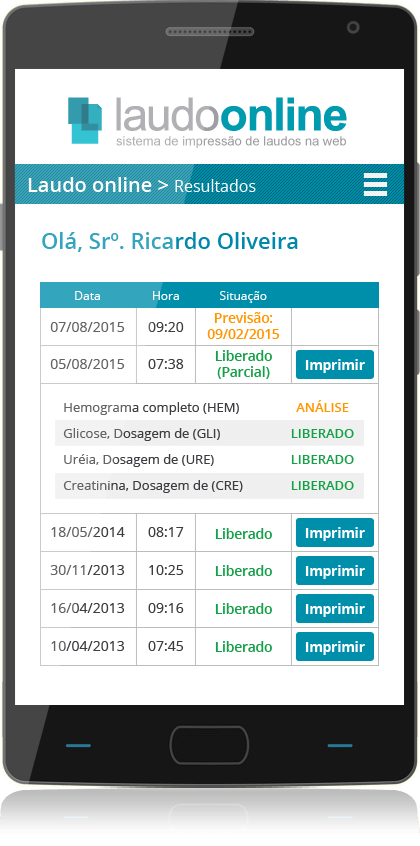 laudoonline
sistema de impressão de laudos na web
Laudo online > Resultados
Olá, Srº. Ricardo Oliveira
Data Hora Situação
07/08/2015 09:20 Previsão:
09/02/2015
05/08/2015 07:38 Liberado
(Parcial) Imprimir
Hemograma completo (HEM) ANÁLISE
Glicose, Dosagem de (GLI) LIBERADO
Uréia, Dosagem de (URE) LIBERADO
Creatinina, Dosagem de (CRE) LIBERADO
18/05/2014 08:17 Liberado Imprimir
30/11/2013 10:25 Liberado Imprimir
16/04/2013 09:16 Liberado Imprimir
10/04/2013 07:45 Liberado Imprimir